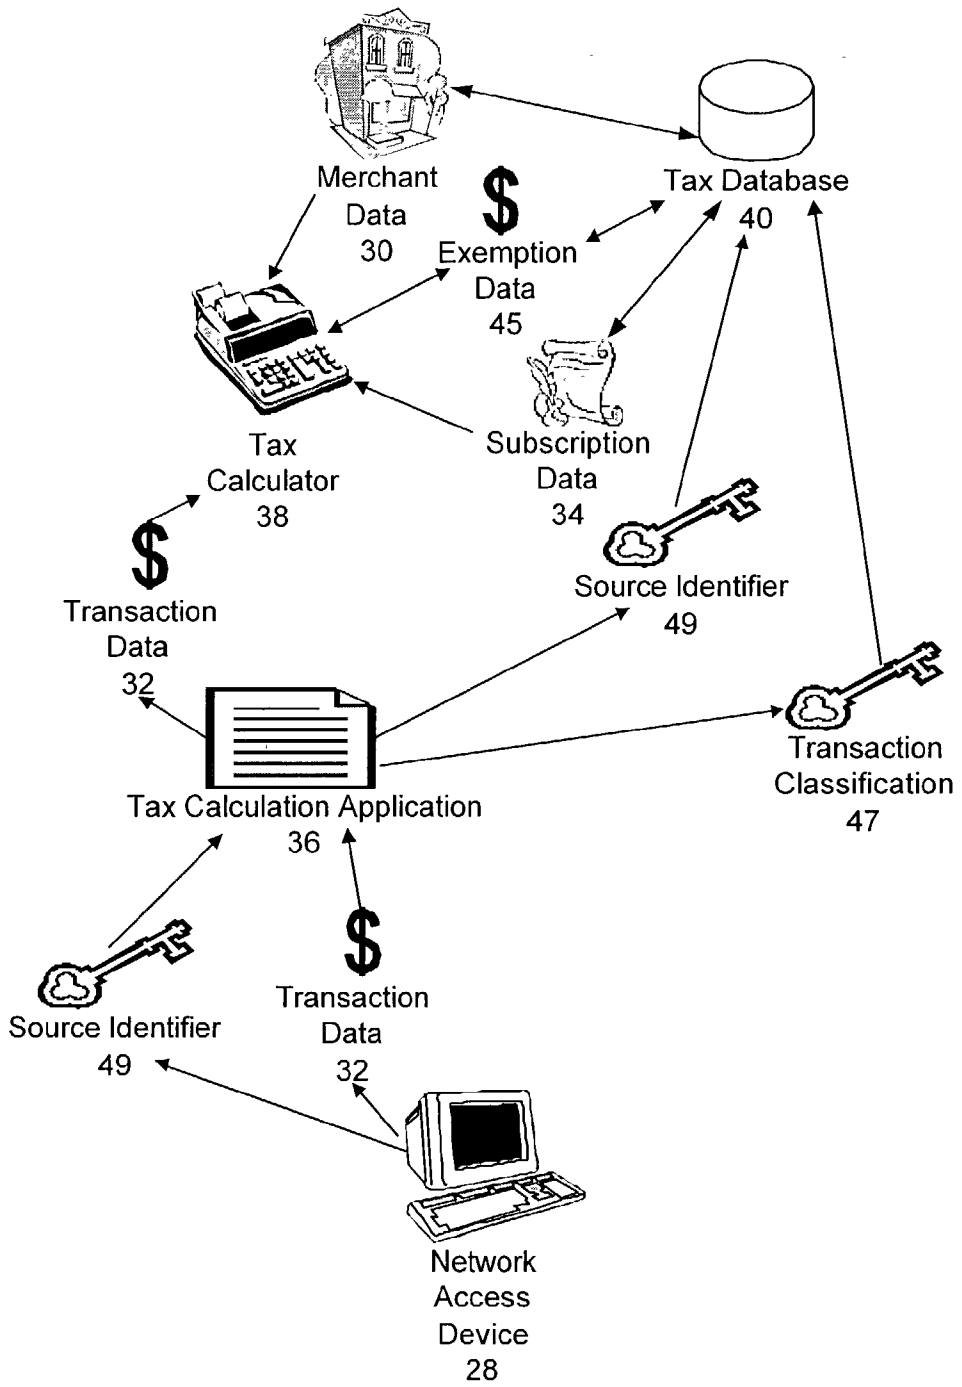 Merchant
Data
30
$
Tax Database
40
Exemption
Data
45
Subscription
Data
34
Tax
Calculator
38
$
Transaction
Data
32
Source Identifier
49
Transaction
Classification
47
Tax Calculation Application
36
Source Identifier
49
$
Transaction
Data
32
Network
Access
Device
28